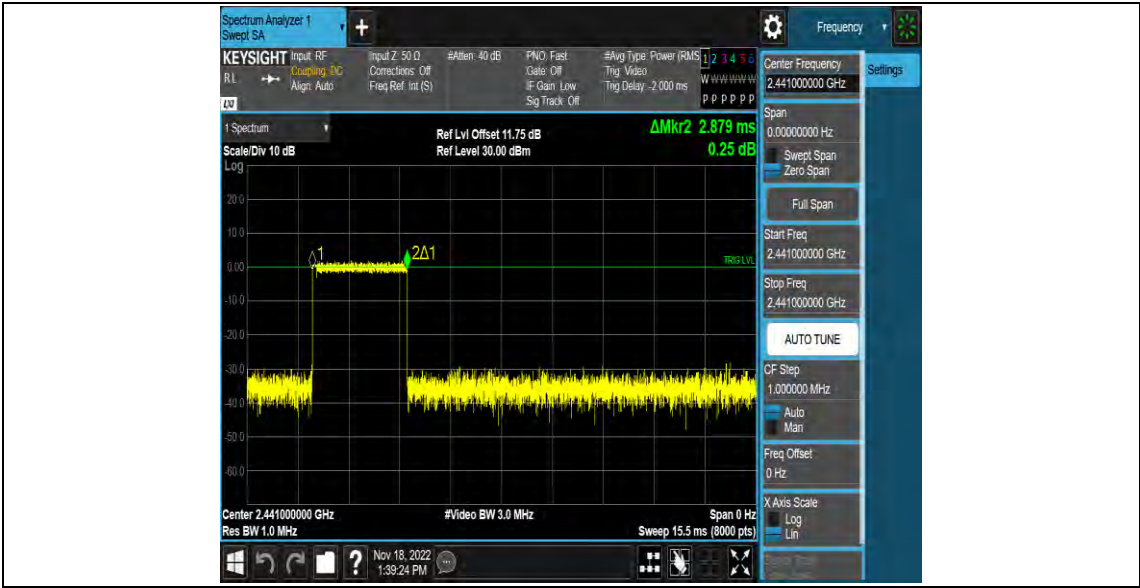 Spectrum Analyzer 1
Swept SA
+
Frequency
KEYSIGHT
R L
LXI
Input: RF
Coupling: DC
Align: Auto
Input Z: 50 Ω
Corrections: Off
Freq Ref: Int (S)
#Atten: 40 dB
PNO: Fast
Gate: Off
IF Gain: Low
Sig Track: Off
#Avg Type: Power (RMS
Trig: Video
Trig Delay: -2.000 ms
1 2 3 4 5 6
W W W W W W
P P P P P P
1 Spectrum
Scale/Div 10 dB
Log
Ref Lvl Offset 11.75 dB
Ref Level 30.00 dBm
ΔMkr2 2.879 ms
0.25 dB
20.0
10.0
0.00
-10.0
-20.0
-30.0
-40.0
-50.0
-60.0
1
2Δ1
TRIG LVL
Center 2.441000000 GHz
Res BW 1.0 MHz
#Video BW 3.0 MHz
Span 0 Hz
Sweep 15.5 ms (8000 pts)
Center Frequency
2.441000000 GHz
Settings
Span
0.00000000 Hz
Swept Span
Zero Span
Full Span
Start Freq
2.441000000 GHz
Stop Freq
2.441000000 GHz
AUTO TUNE
CF Step
1.000000 MHz
Auto
Man
Freq Offset
0 Hz
X Axis Scale
Log
Lin
?
Nov 18, 2022
1:39:24 PM